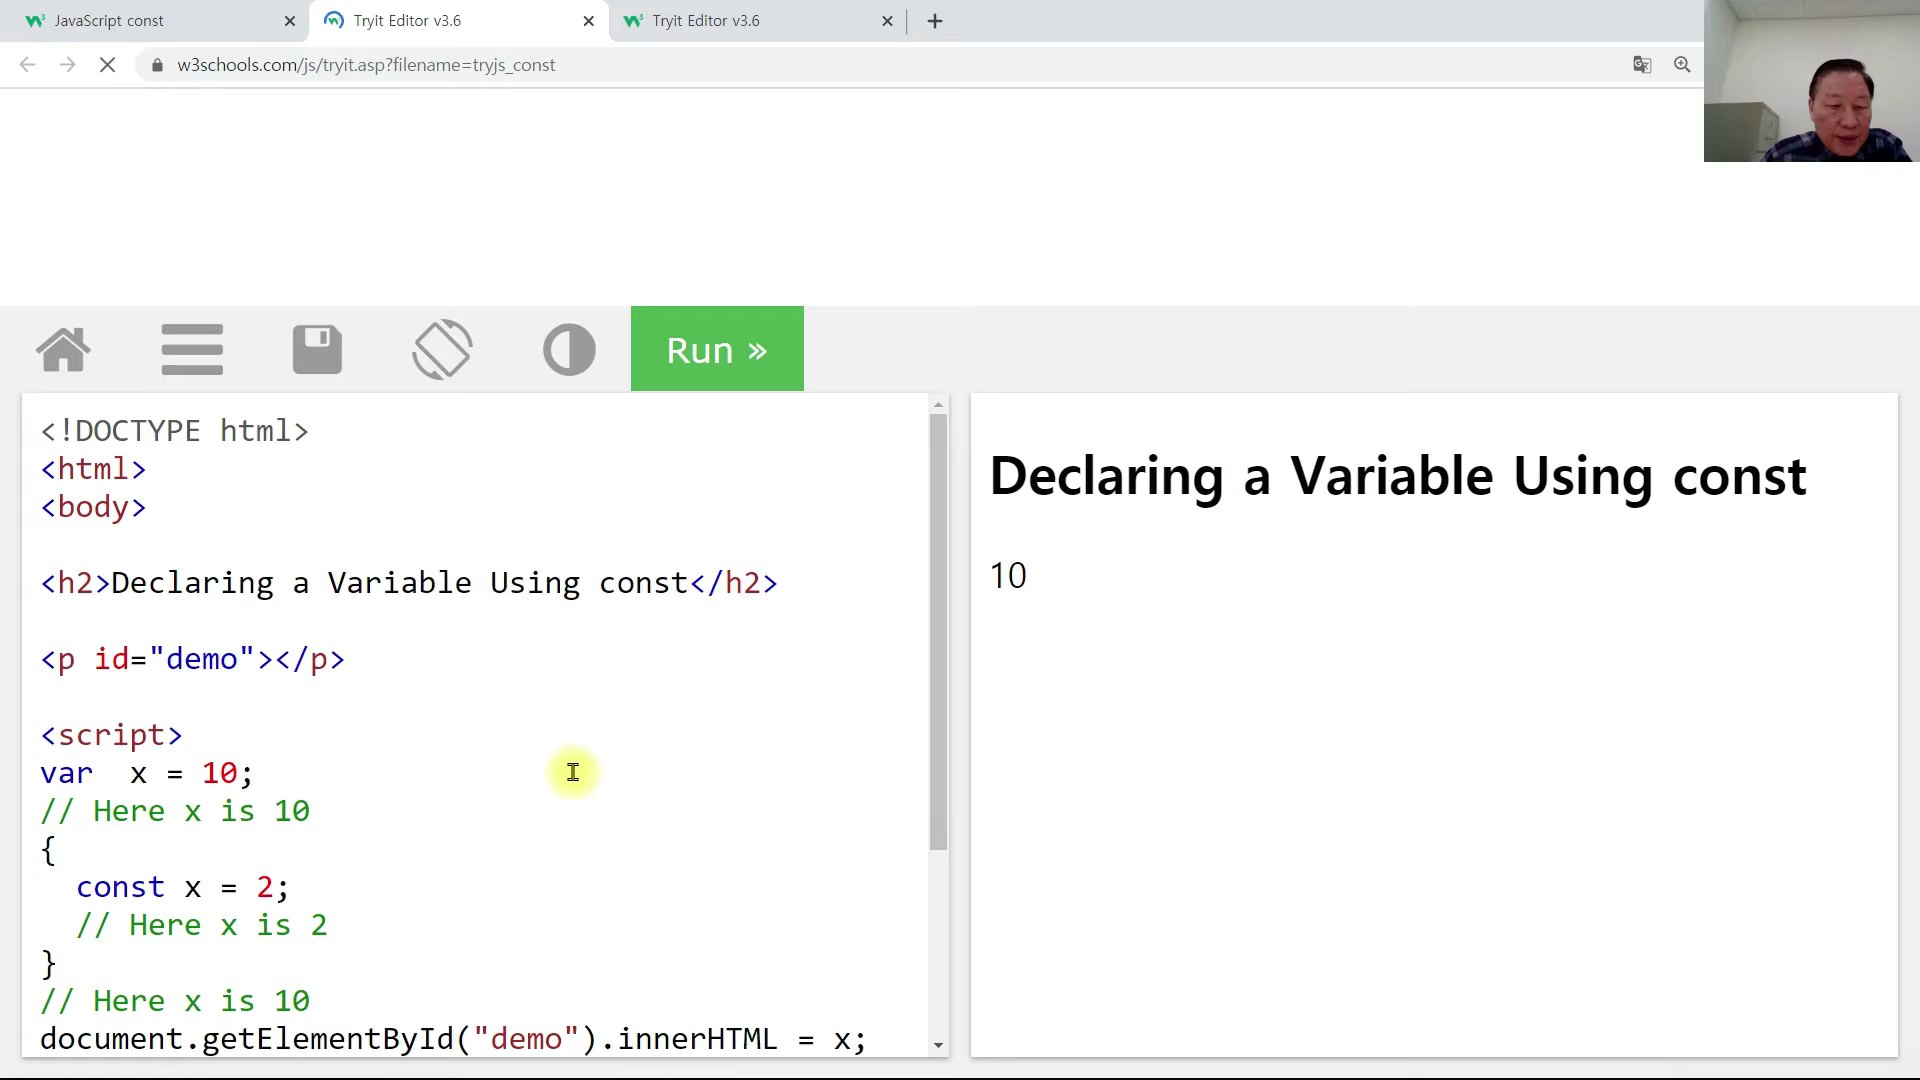 JavaScript const
Tryit Editor v3.6
Tryit Editor v3.6
w3schools.com/js/tryit.asp?filename=tryjs_const
Run »
<!DOCTYPE html>
<html>
<body>
<h2>Declaring a Variable Using const</h2>
<p id="demo"></p>
<script>
var  x = 10;
// Here x is 10
{
  const x = 2;
  // Here x is 2
}
// Here x is 10
document.getElementById("demo").innerHTML = x;
Declaring a Variable Using const
10